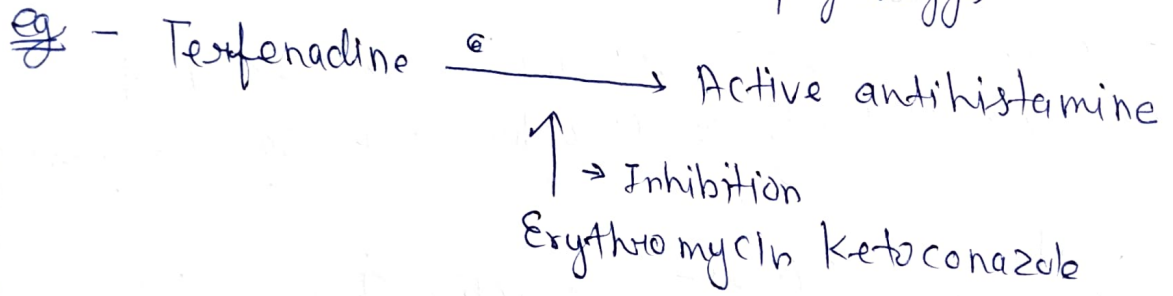 eg - Terfenadine → Active antihistamine
↑ → Inhibition
Erythromycin Ketoconazole